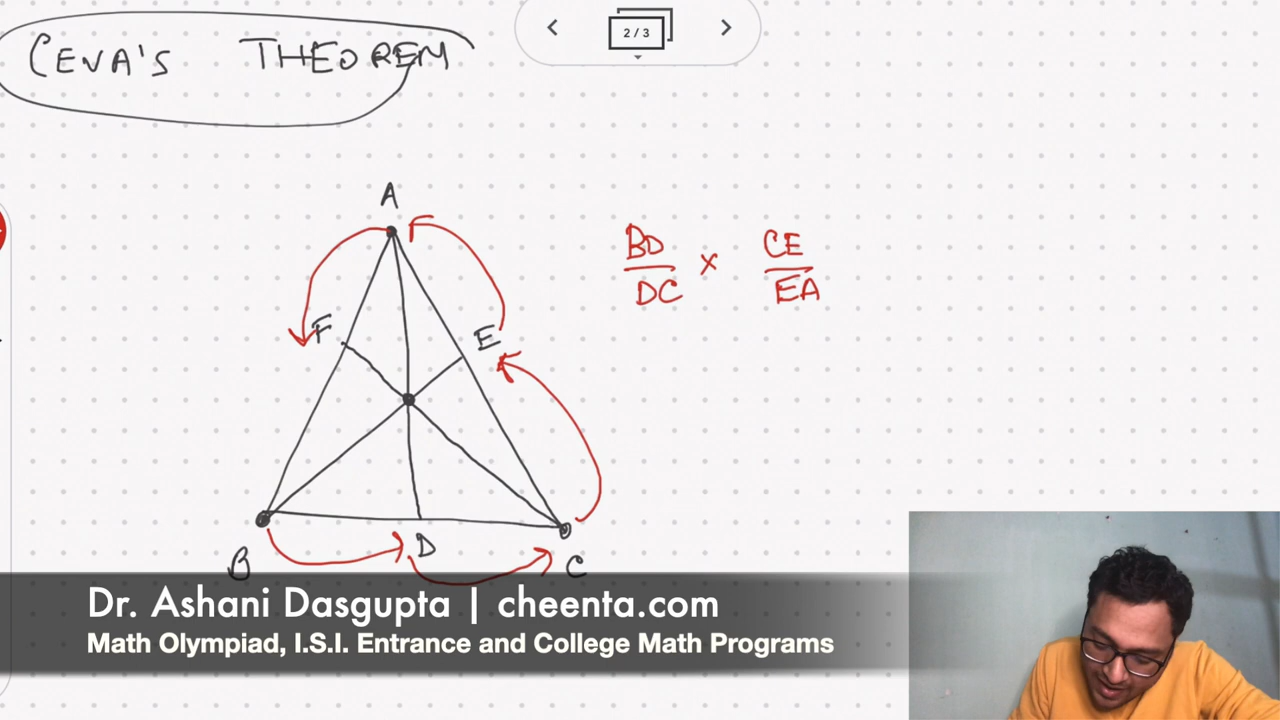 CEVA'S THEOREM
2/3
A
BD/DC × CE/EA
F
E
B
D
C
Dr. Ashani Dasgupta | cheenta.com
Math Olympiad, I.S.I. Entrance and College Math Programs